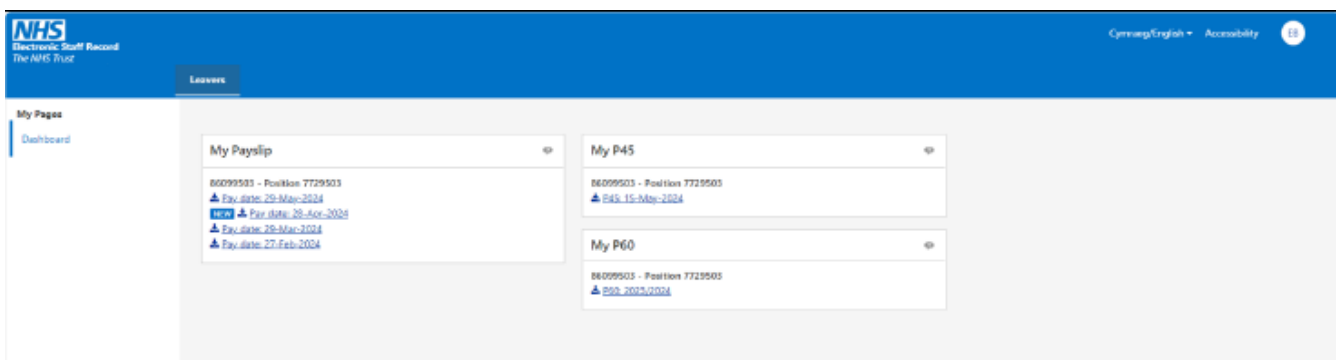 NHS
Electronic Staff Record
The NHS Trust
Cymraeg/English
Accessibility
EB
Leavers
My Pages
Dashboard
My Payslip
86099503 - Position 7729503
Pay date: 29-May-2024
NEW Pay date: 28-Apr-2024
Pay date: 29-Mar-2024
Pay date: 27-Feb-2024
My P45
86099503 - Position 7729503
P45: 15-May-2024
My P60
86099503 - Position 7729503
P60: 2023/2024